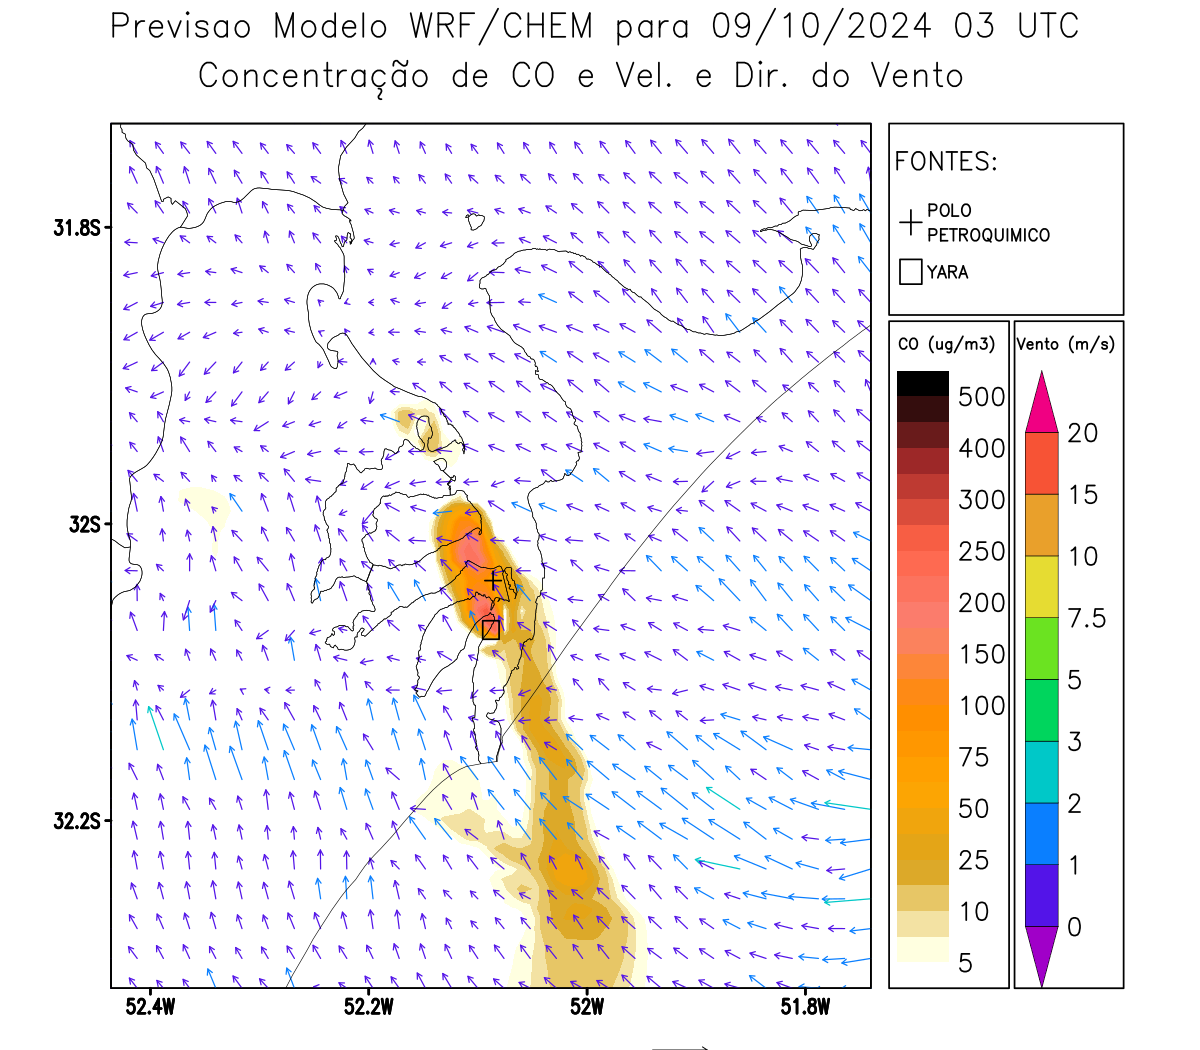 Previsao Modelo WRF/CHEM para 09/10/2024 03 UTC
Concentração de CO e Vel. e Dir. do Vento
FONTES:
POLO
PETROQUIMICO
YARA
CO (ug/m3)
500
400
300
250
200
150
100
75
50
25
10
5
Vento (m/s)
20
15
10
7.5
5
3
2
1
0
31.8S
32S
32.2S
52.4W
52.2W
52W
51.8W